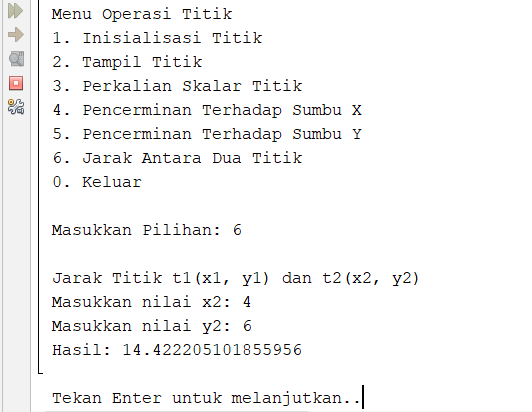 Menu Operasi Titik
1. Inisialisasi Titik
2. Tampil Titik
3. Perkalian Skalar Titik
4. Pencerminan Terhadap Sumbu X
5. Pencerminan Terhadap Sumbu Y
6. Jarak Antara Dua Titik
0. Keluar
Masukkan Pilihan: 6
Jarak Titik t1(x1, y1) dan t2(x2, y2)
Masukkan nilai x2: 4
Masukkan nilai y2: 6
Hasil: 14.422205101855956
Tekan Enter untuk melanjutkan..